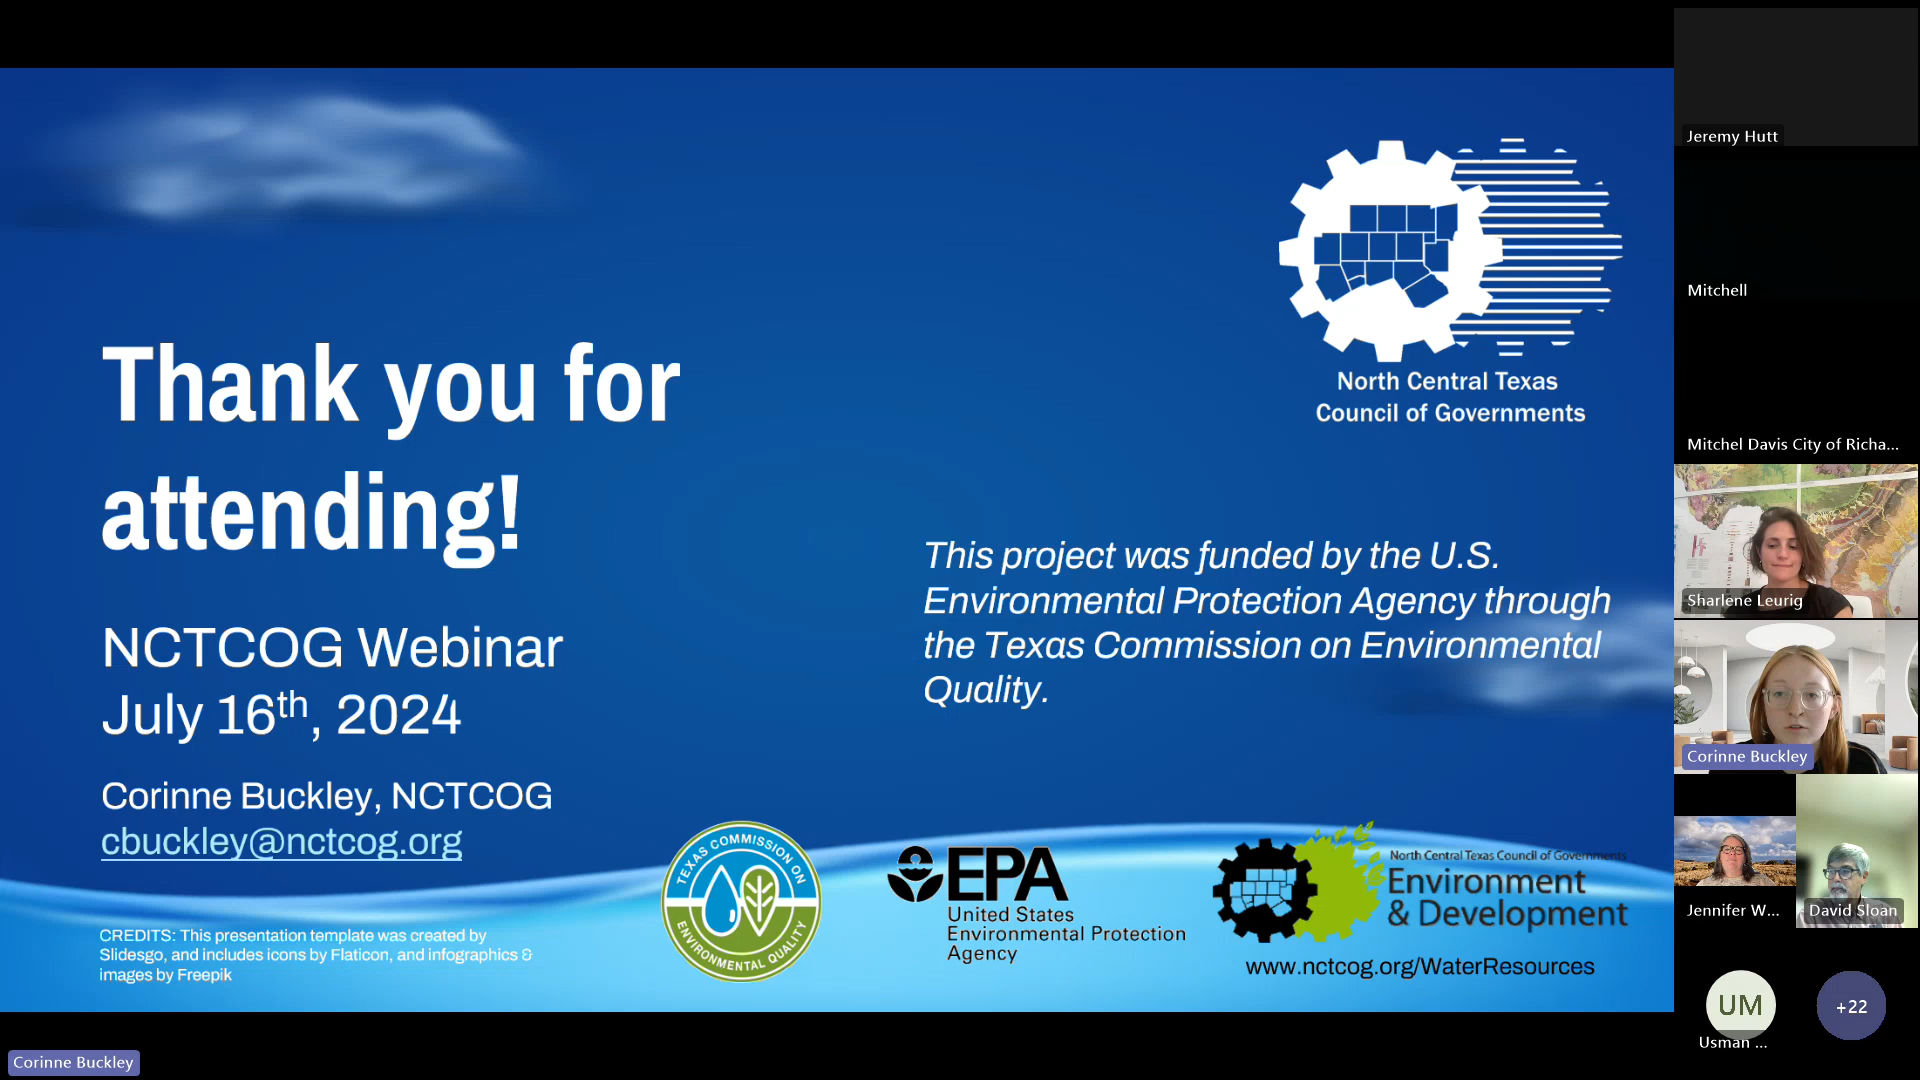 Thank you for
attending!
NCTCOG Webinar
July 16th, 2024
Corinne Buckley, NCTCOG
cbuckley@nctcog.org
CREDITS: This presentation template was created by
Slidesgo, and includes icons by Flaticon, and infographics &
images by Freepik
North Central Texas
Council of Governments
This project was funded by the U.S.
Environmental Protection Agency through
the Texas Commission on Environmental
Quality.
TEXAS COMMISSION ON
ENVIRONMENTAL QUALITY
EPA
United States
Environmental Protection
Agency
North Central Texas Council of Governments
Environment
& Development
www.nctcog.org/WaterResources
Jeremy Hutt
Mitchell
Mitchel Davis City of Richa...
Sharlene Leurig
Corinne Buckley
Jennifer W...
David Sloan
UM
Usman ...
+22
Corinne Buckley